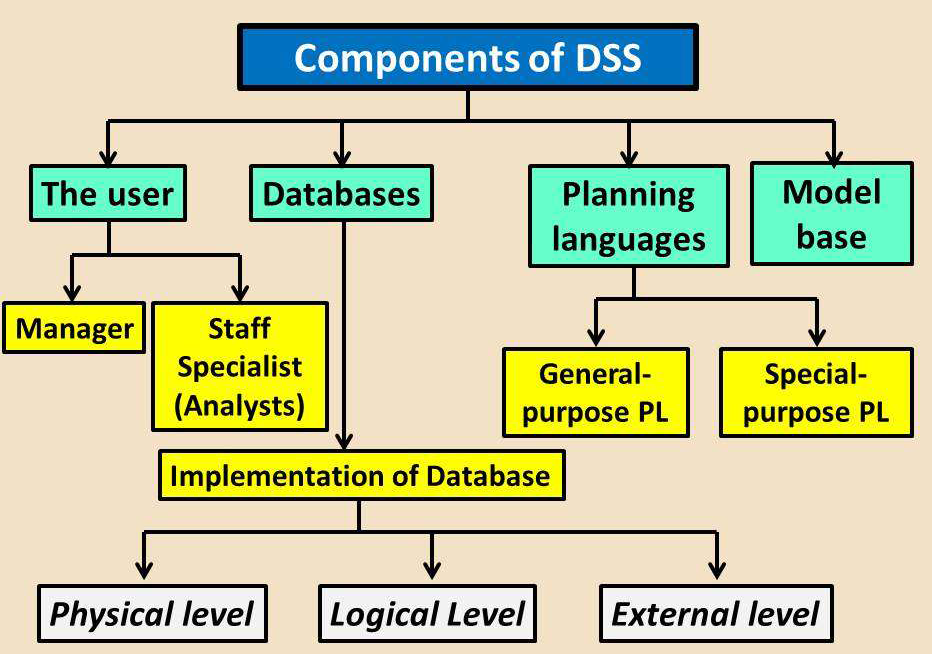 Components of DSS
The user
Databases
Planning
languages
Model
base
Manager
Staff
Specialist
(Analysts)
General-
purpose PL
Special-
purpose PL
Implementation of Database
Physical level
Logical Level
External level